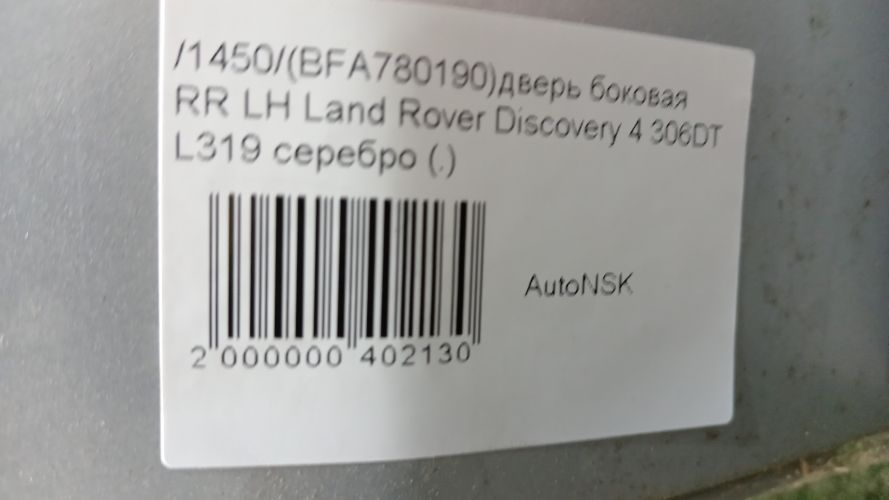 /1450/(BFA780190)дверь боковая
RR LH Land Rover Discovery 4 306DT
L319 серебро (.)
AutoNSK
2 000000 402130